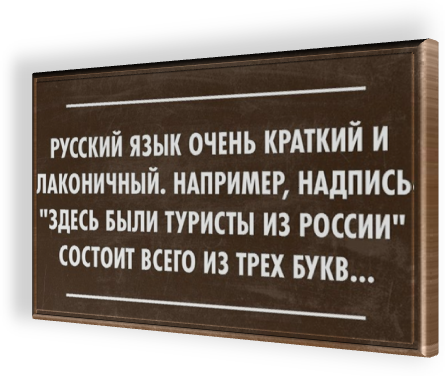 РУССКИЙ ЯЗЫК ОЧЕНЬ КРАТКИЙ И
ЛАКОНИЧНЫЙ. НАПРИМЕР, НАДПИСЬ
"ЗДЕСЬ БЫЛИ ТУРИСТЫ ИЗ РОССИИ"
СОСТОИТ ВСЕГО ИЗ ТРЕХ БУКВ...